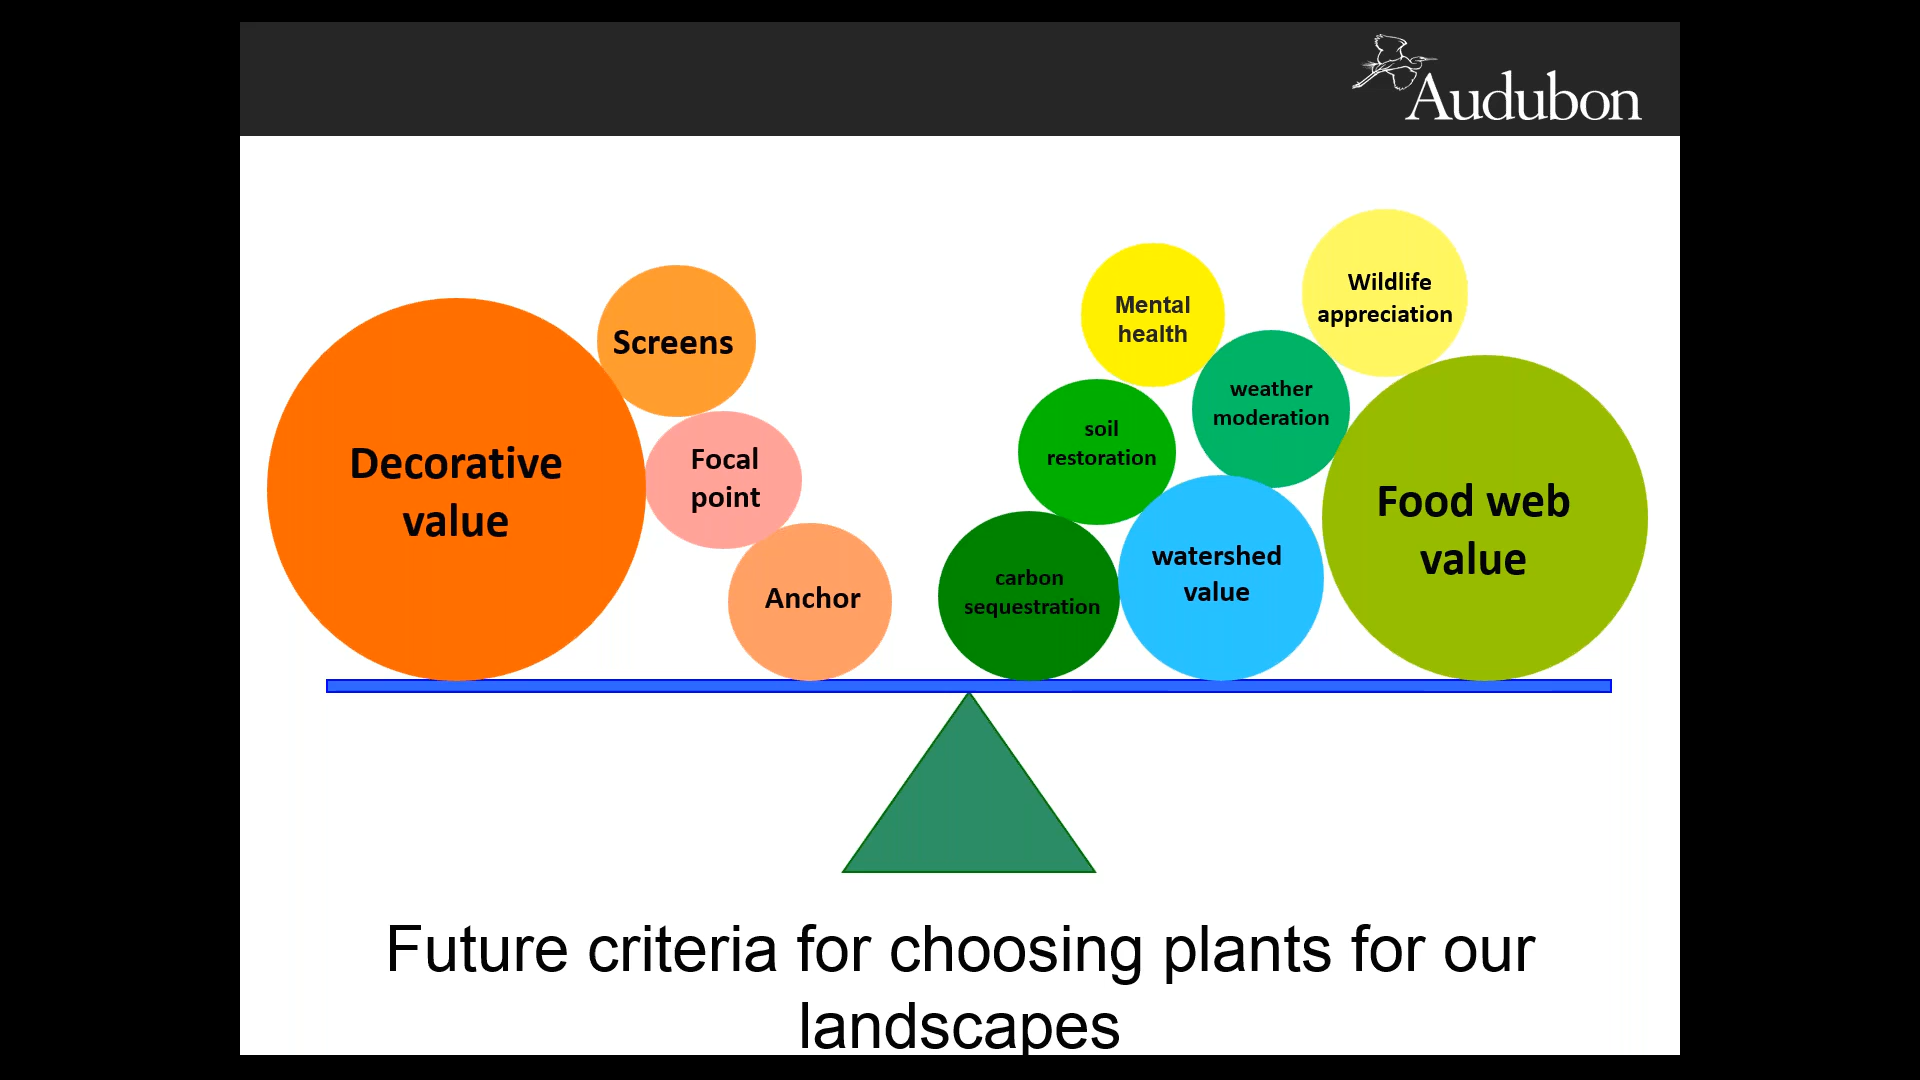 Audubon
Decorative
value
Screens
Focal
point
Anchor
Mental
health
Wildlife
appreciation
weather
moderation
soil
restoration
carbon
sequestration
watershed
value
Food web
value
Future criteria for choosing plants for our
landscapes